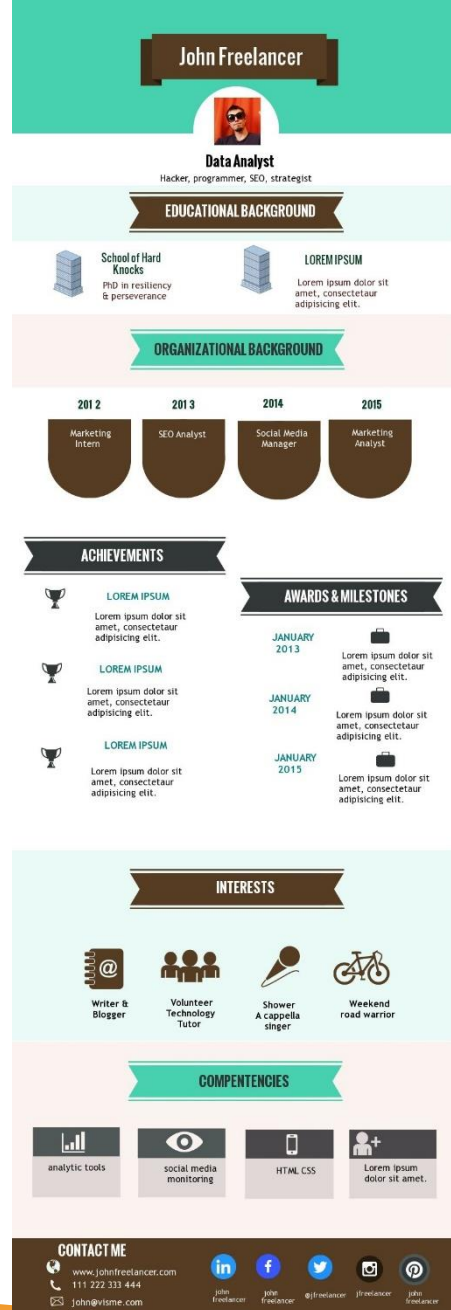 John Freelancer
Data Analyst
Hacker, programmer, SEO, strategist
EDUCATIONAL BACKGROUND
School of Hard
Knocks
PhD in resiliency
& perseverance
LOREM IPSUM
Lorem ipsum dolor sit
amet, consectetaur
adipisicing elit.
ORGANIZATIONAL BACKGROUND
201 2
Marketing
Intern
201 3
SEO Analyst
2014
Social Media
Manager
2015
Marketing
Analyst
ACHIEVEMENTS
LOREM IPSUM
Lorem ipsum dolor sit
amet, consectetaur
adipisicing elit.
LOREM IPSUM
Lorem ipsum dolor sit
amet, consectetaur
adipisicing elit.
LOREM IPSUM
Lorem ipsum dolor sit
amet, consectetaur
adipisicing elit.
AWARDS & MILESTONES
JANUARY
2013
Lorem ipsum dolor sit
amet, consectetaur
adipisicing elit.
JANUARY
2014
Lorem ipsum dolor sit
amet, consectetaur
adipisicing elit.
JANUARY
2015
Lorem ipsum dolor sit
amet, consectetaur
adipisicing elit.
INTERESTS
Writer &
Blogger
Volunteer
Technology
Tutor
Shower
A cappella
singer
Weekend
road warrior
COMPENTENCIES
analytic tools
social media
monitoring
HTML CSS
Lorem ipsum
dolor sit amet.
CONTACT ME
www.johnfreelancer.com
111 222 333 444
john@visme.com
john
freelancer
john
freelancer
@jfreelancer
jfreelancer
john
freelancer